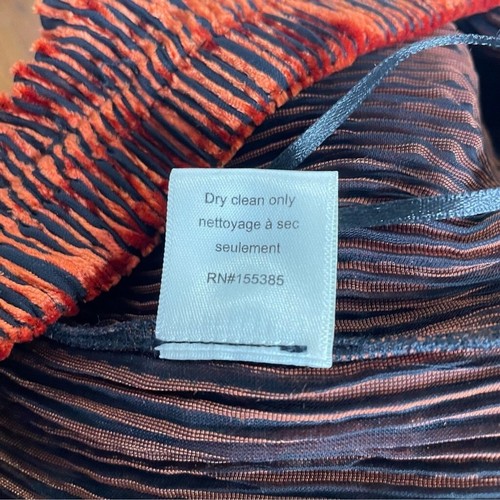 Dry clean only
nettoyage à sec
seulement
RN#155385